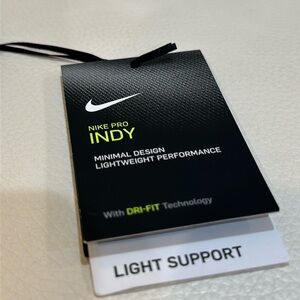 NIKE PRO
INDY
MINIMAL DESIGN
LIGHTWEIGHT PERFORMANCE
With DRI-FIT Technology
LIGHT SUPPORT